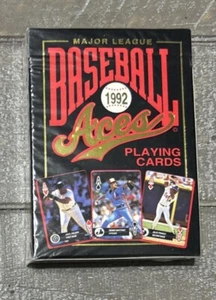 MAJOR LEAGUE
BASEBALL
1992
Aces
PLAYING
CARDS